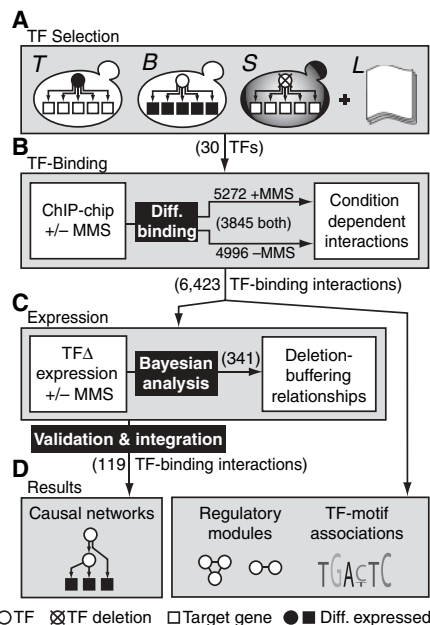 A
TF Selection
T B S + L
(30) TFs)
B
TF-Binding
ChIP-chip
+/– MMS
Diff.
binding
5272 +MMS
(3845 both)
4996 –MMS
Condition
dependent
interactions
(6,423 TF-binding interactions)
C
Expression
TFΔ
expression
+/– MMS
Bayesian
analysis
(341)
Deletion-
buffering
relationships
Validation & integration
(119 TF-binding interactions)
D
Results
Causal networks
Regulatory
modules
TF-motif
associations
TGAÇTC
TF TF deletion Target gene Diff. expressed